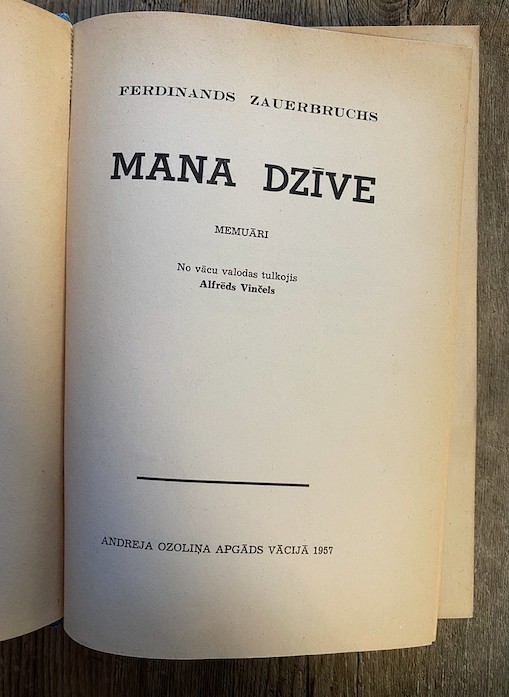 FERDINANDS ZAUERBRUCHS
MANA DZĪVE
MEMUĀRI
No vācu valodas tulkojis
Alfrēds Vinčels
ANDREJA OZOLIŅA APGĀDS VĀCIJĀ 1957